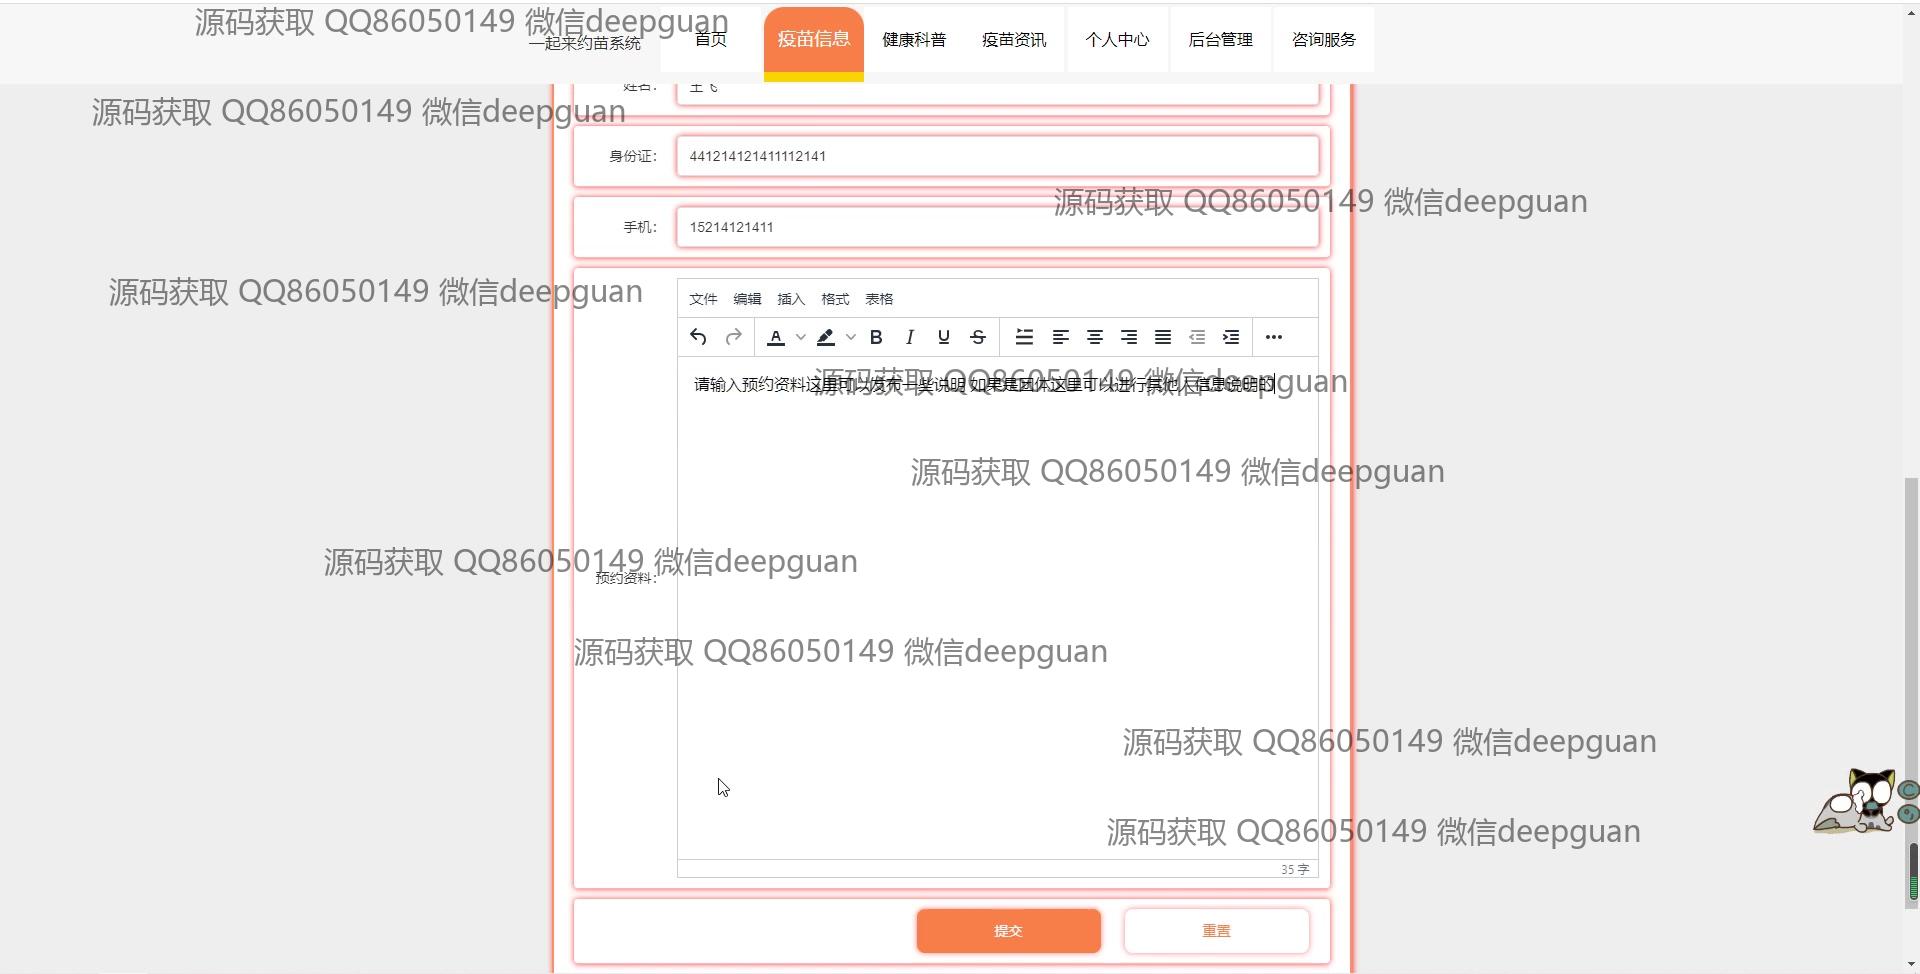 源码获取 QQ86050149 微信deepguan
一起来约苗系统
首页
疫苗信息
健康科普
疫苗资讯
个人中心
后台管理
咨询服务
姓名:
源码获取 QQ86050149 微信deepguan
身份证:
441214121411112141
源码获取 QQ86050149 微信deepguan
手机:
15214121411
源码获取 QQ86050149 微信deepguan
文件 编辑 插入 格式 表格
请输入预约资料这里可以发布一些说明 如果是团体这里可以进行其他人信息说明的
源码获取 QQ86050149 微信deepguan
源码获取 QQ86050149 微信deepguan
源码获取 QQ86050149 微信deepguan
预约资料:
源码获取 QQ86050149 微信deepguan
源码获取 QQ86050149 微信deepguan
源码获取 QQ86050149 微信deepguan
35 字
提交
重置